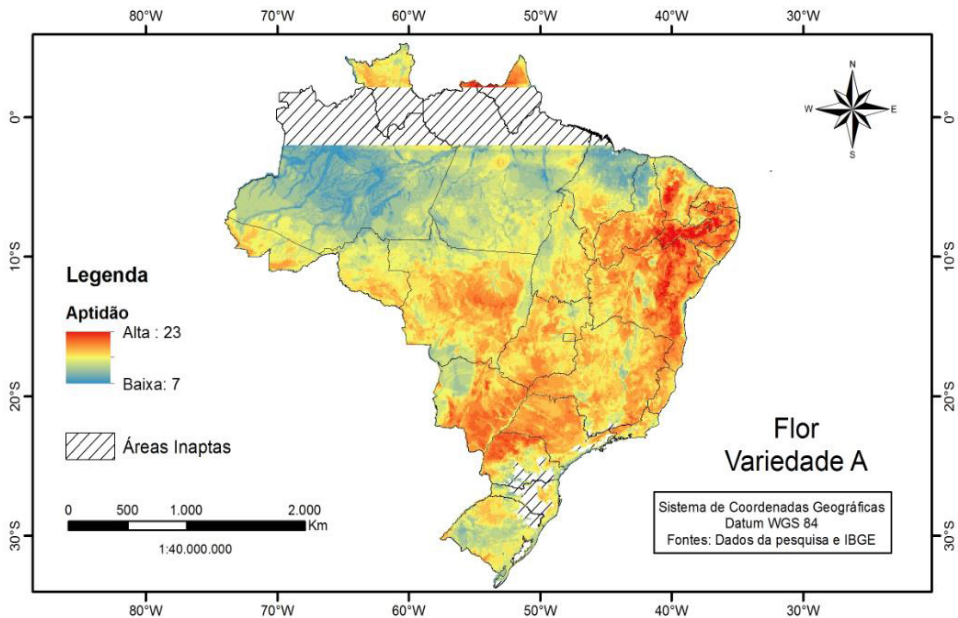 80°W 70°W 60°W 50°W 40°W 30°W
N
W E
S
0° 0°
10°S 10°S
20°S 20°S
30°S 30°S
Legenda
Aptidão
Alta : 23
Baixa: 7
Áreas Inaptas
0 500 1.000 2.000
Km
1:40.000.000
Flor
Variedade A
Sistema de Coordenadas Geográficas
Datum WGS 84
Fontes: Dados da pesquisa e IBGE
80°W 70°W 60°W 50°W 40°W 30°W